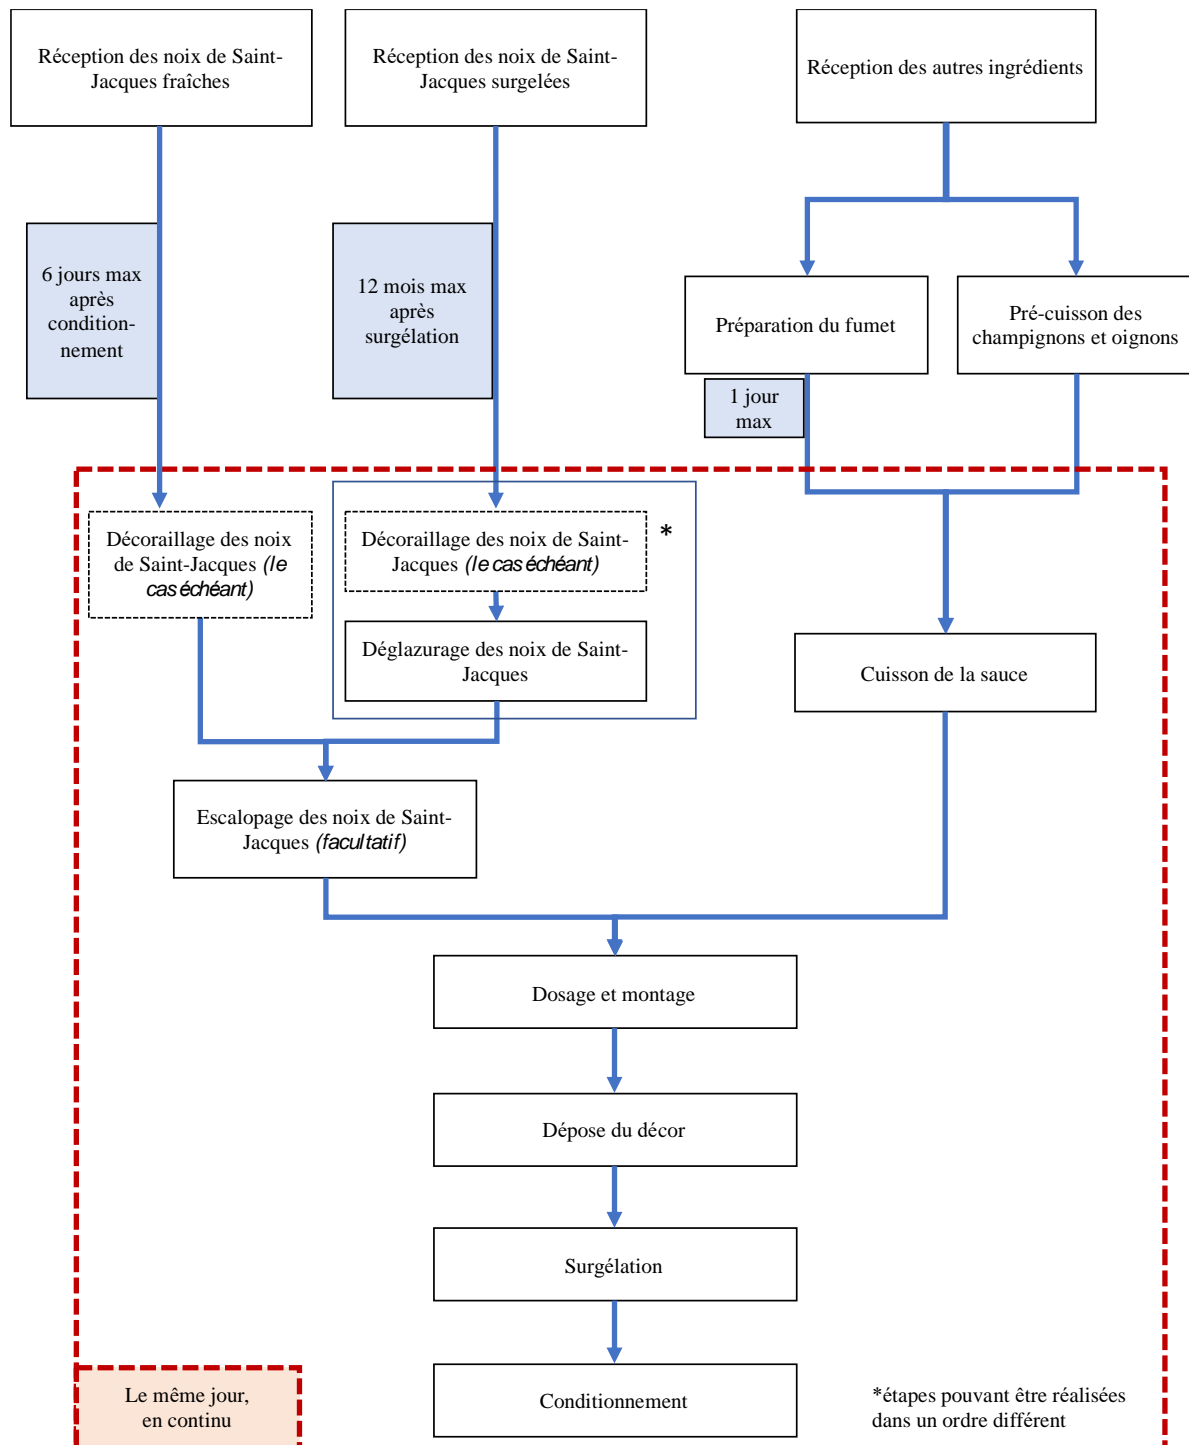 Réception des noix de Saint-
Jacques fraîches
Réception des noix de Saint-
Jacques surgelées
Réception des autres ingrédients
6 jours max
après
condition-
nement
12 mois max
après
surgélation
Préparation du fumet
Pré-cuisson des
champignons et oignons
1 jour
max
Décoraillage des noix
de Saint-Jacques (le
cas échéant)
Décoraillage des noix de Saint-
Jacques (le cas échéant)
*
Déglazurage des noix de Saint-
Jacques
Cuisson de la sauce
Escalopage des noix de Saint-
Jacques (facultatif)
Dosage et montage
Dépose du décor
Surgélation
Conditionnement
Le même jour,
en continu
*étapes pouvant être réalisées
dans un ordre différent